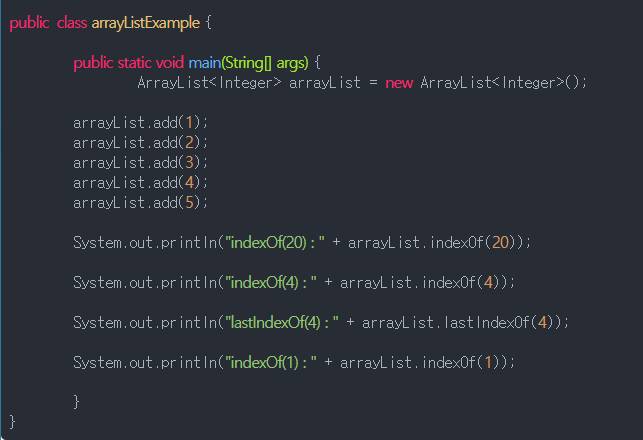 public class arrayListExample {
public static void main(String[] args) {
ArrayList<Integer> arrayList = new ArrayList<Integer>();
arrayList.add(1);
arrayList.add(2);
arrayList.add(3);
arrayList.add(4);
arrayList.add(5);
System.out.println("indexOf(20) : " + arrayList.indexOf(20));
System.out.println("indexOf(4) : " + arrayList.indexOf(4));
System.out.println("lastIndexOf(4) : " + arrayList.lastIndexOf(4));
System.out.println("indexOf(1) : " + arrayList.indexOf(1));
}
}